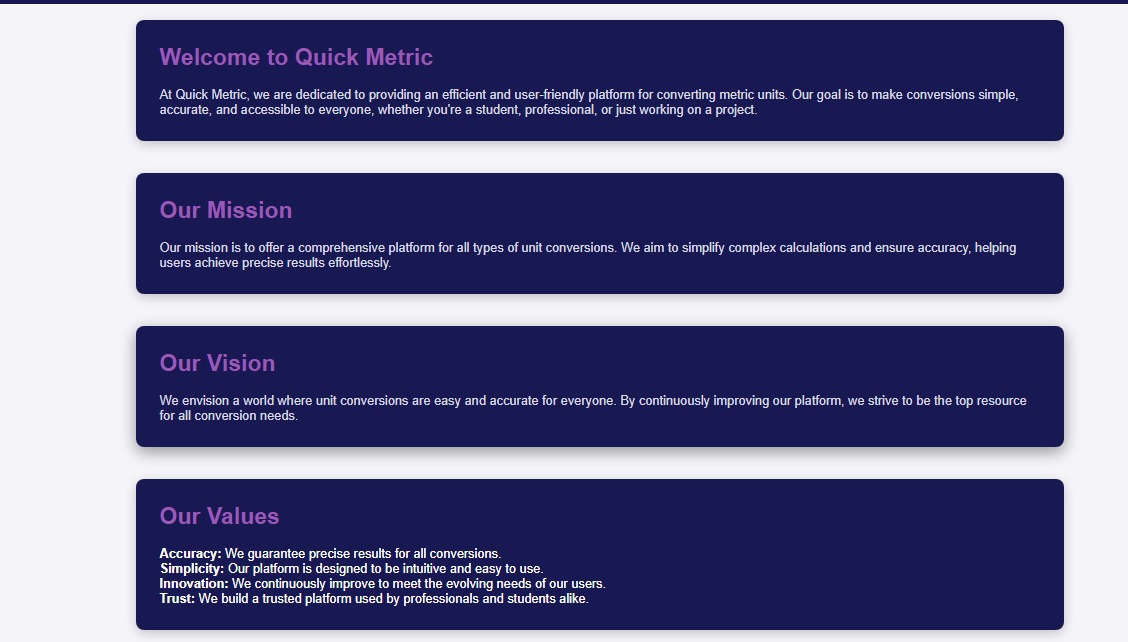 Welcome to Quick Metric
At Quick Metric, we are dedicated to providing an efficient and user-friendly platform for converting metric units. Our goal is to make conversions simple,
accurate, and accessible to everyone, whether you're a student, professional, or just working on a project.
Our Mission
Our mission is to offer a comprehensive platform for all types of unit conversions. We aim to simplify complex calculations and ensure accuracy, helping
users achieve precise results effortlessly.
Our Vision
We envision a world where unit conversions are easy and accurate for everyone. By continuously improving our platform, we strive to be the top resource
for all conversion needs.
Our Values
Accuracy: We guarantee precise results for all conversions.
Simplicity: Our platform is designed to be intuitive and easy to use.
Innovation: We continuously improve to meet the evolving needs of our users.
Trust: We build a trusted platform used by professionals and students alike.